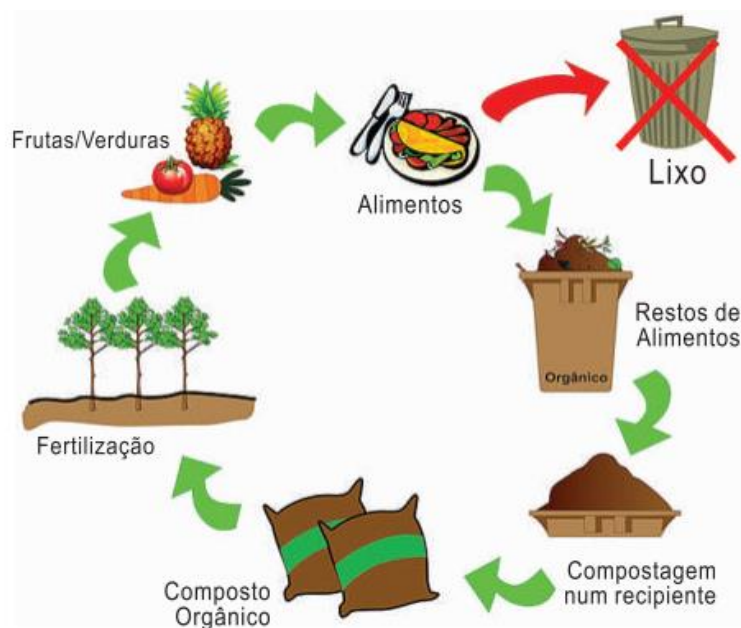 Frutas/Verduras
Alimentos
Lixo
Restos de
Alimentos
Orgânico
Compostagem
num recipiente
Composto
Orgânico
Fertilização